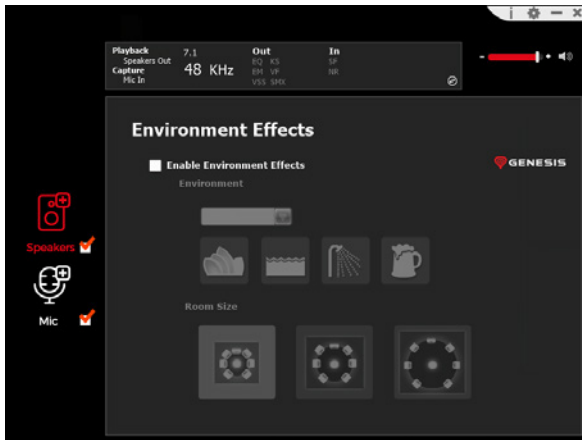 Playback
Speakers Out
Capture
Mic In
7.1
48 KHz
Out
EQ KS
EM VF
VSS SMX
In
SP
NR
Environment Effects
Enable Environment Effects
GENESIS
Environment
Speakers
Mic
Room Size